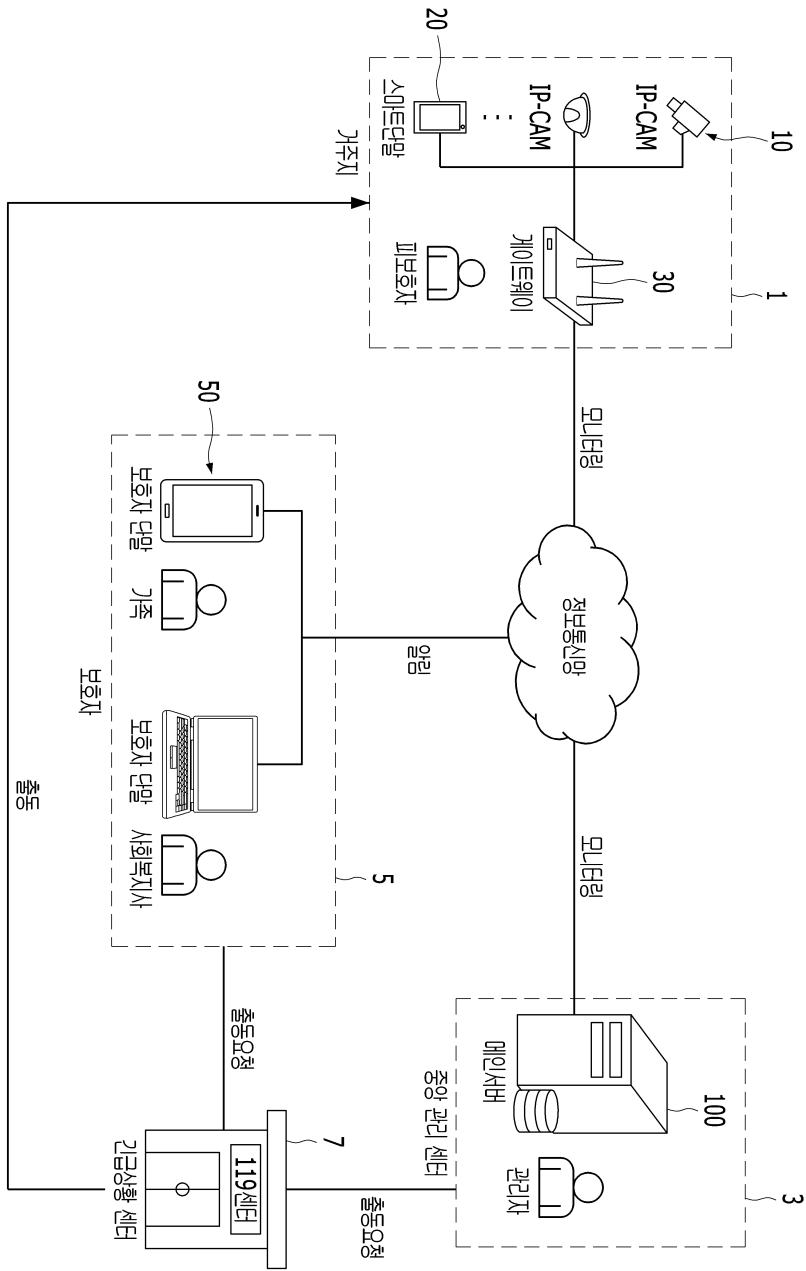 10
IP-CAM
IP-CAM
20
스마트단말
거주지
30
게이트웨이
피보호자
1
모니터링
정보통신망
알림
모니터링
50
보호자 단말
가족
보호자 단말
사회복지사
보호자
5
100
메인서버
관리자
중앙 관리 센터
3
출동요청
출동요청
7
119센터
긴급상황 센터
출동